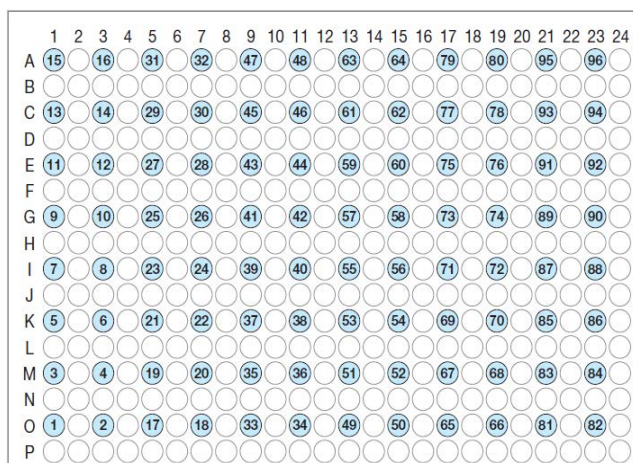 1 2 3 4 5 6 7 8 9 10 11 12 13 14 15 16 17 18 19 20 21 22 23 24
A 15 16 31 32 47 48 63 64 79 80 95 96
B
C 13 14 29 30 45 46 61 62 77 78 93 94
D
E 11 12 27 28 43 44 59 60 75 76 91 92
F
G 9 10 25 26 41 42 57 58 73 74 89 90
H
I 7 8 23 24 39 40 55 56 71 72 87 88
J
K 5 6 21 22 37 38 53 54 69 70 85 86
L
M 3 4 19 20 35 36 51 52 67 68 83 84
N
O 1 2 17 18 33 34 49 50 65 66 81 82
P